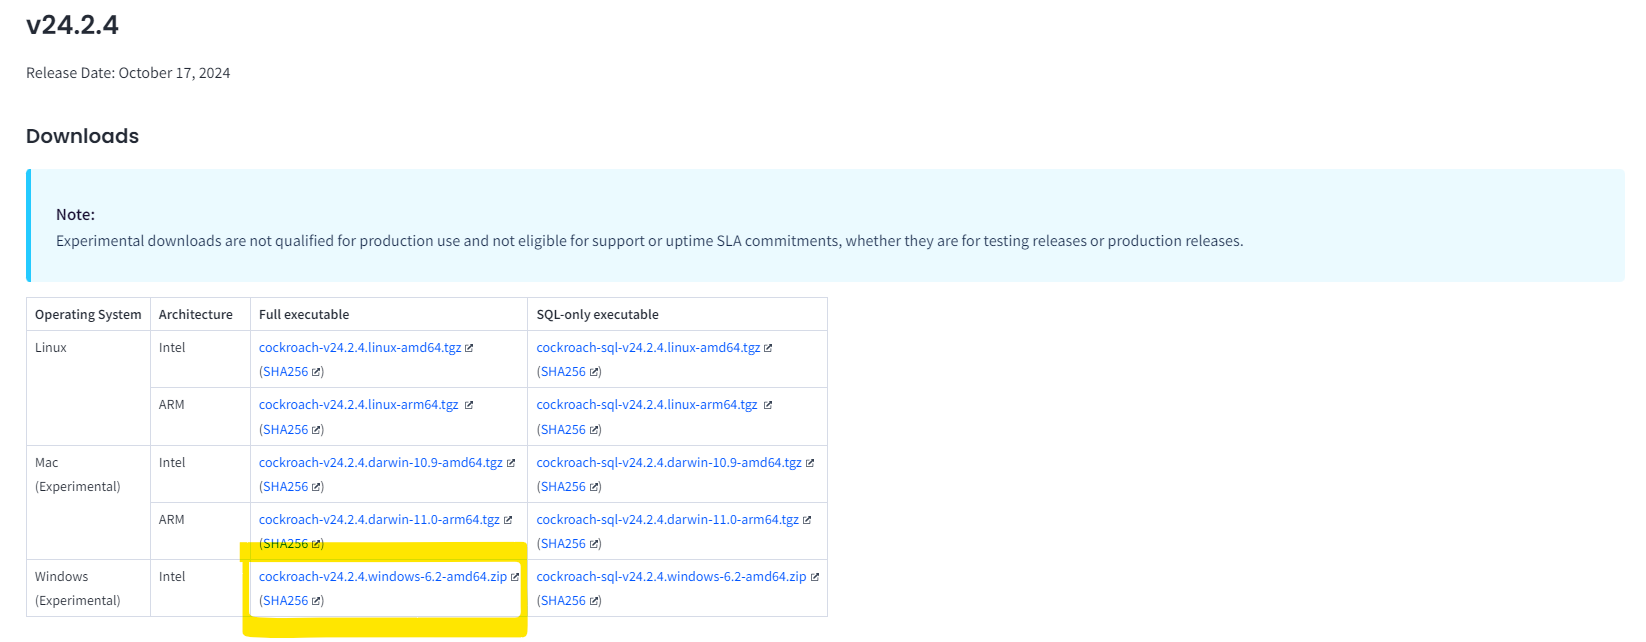 v24.2.4
Release Date: October 17, 2024
Downloads
Note:
Experimental downloads are not qualified for production use and not eligible for support or uptime SLA commitments, whether they are for testing releases or production releases.
Operating System Architecture Full executable SQL-only executable
Linux Intel cockroach-v24.2.4.linux-amd64.tgz cockroach-sql-v24.2.4.linux-amd64.tgz
(SHA256) (SHA256)
ARM cockroach-v24.2.4.linux-arm64.tgz cockroach-sql-v24.2.4.linux-arm64.tgz
(SHA256) (SHA256)
Mac Intel cockroach-v24.2.4.darwin-10.9-amd64.tgz cockroach-sql-v24.2.4.darwin-10.9-amd64.tgz
(Experimental) (SHA256) (SHA256)
ARM cockroach-v24.2.4.darwin-11.0-arm64.tgz cockroach-sql-v24.2.4.darwin-11.0-arm64.tgz
(SHA256) (SHA256)
Windows Intel cockroach-v24.2.4.windows-6.2-amd64.zip cockroach-sql-v24.2.4.windows-6.2-amd64.zip
(Experimental) (SHA256) (SHA256)